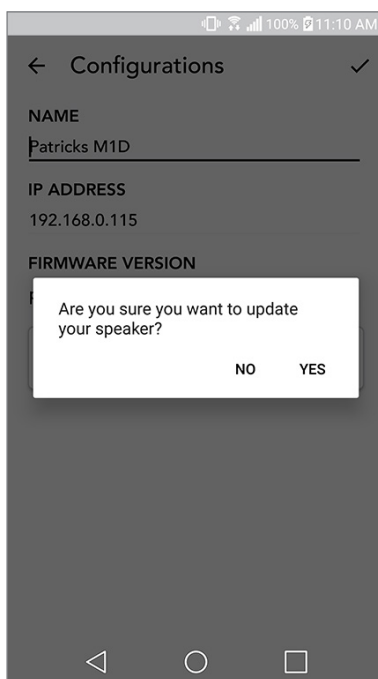 100% 11:10 AM
Configurations
NAME
Patricks M1D
IP ADDRESS
192.168.0.115
FIRMWARE VERSION
Are you sure you want to update
your speaker?
NO YES